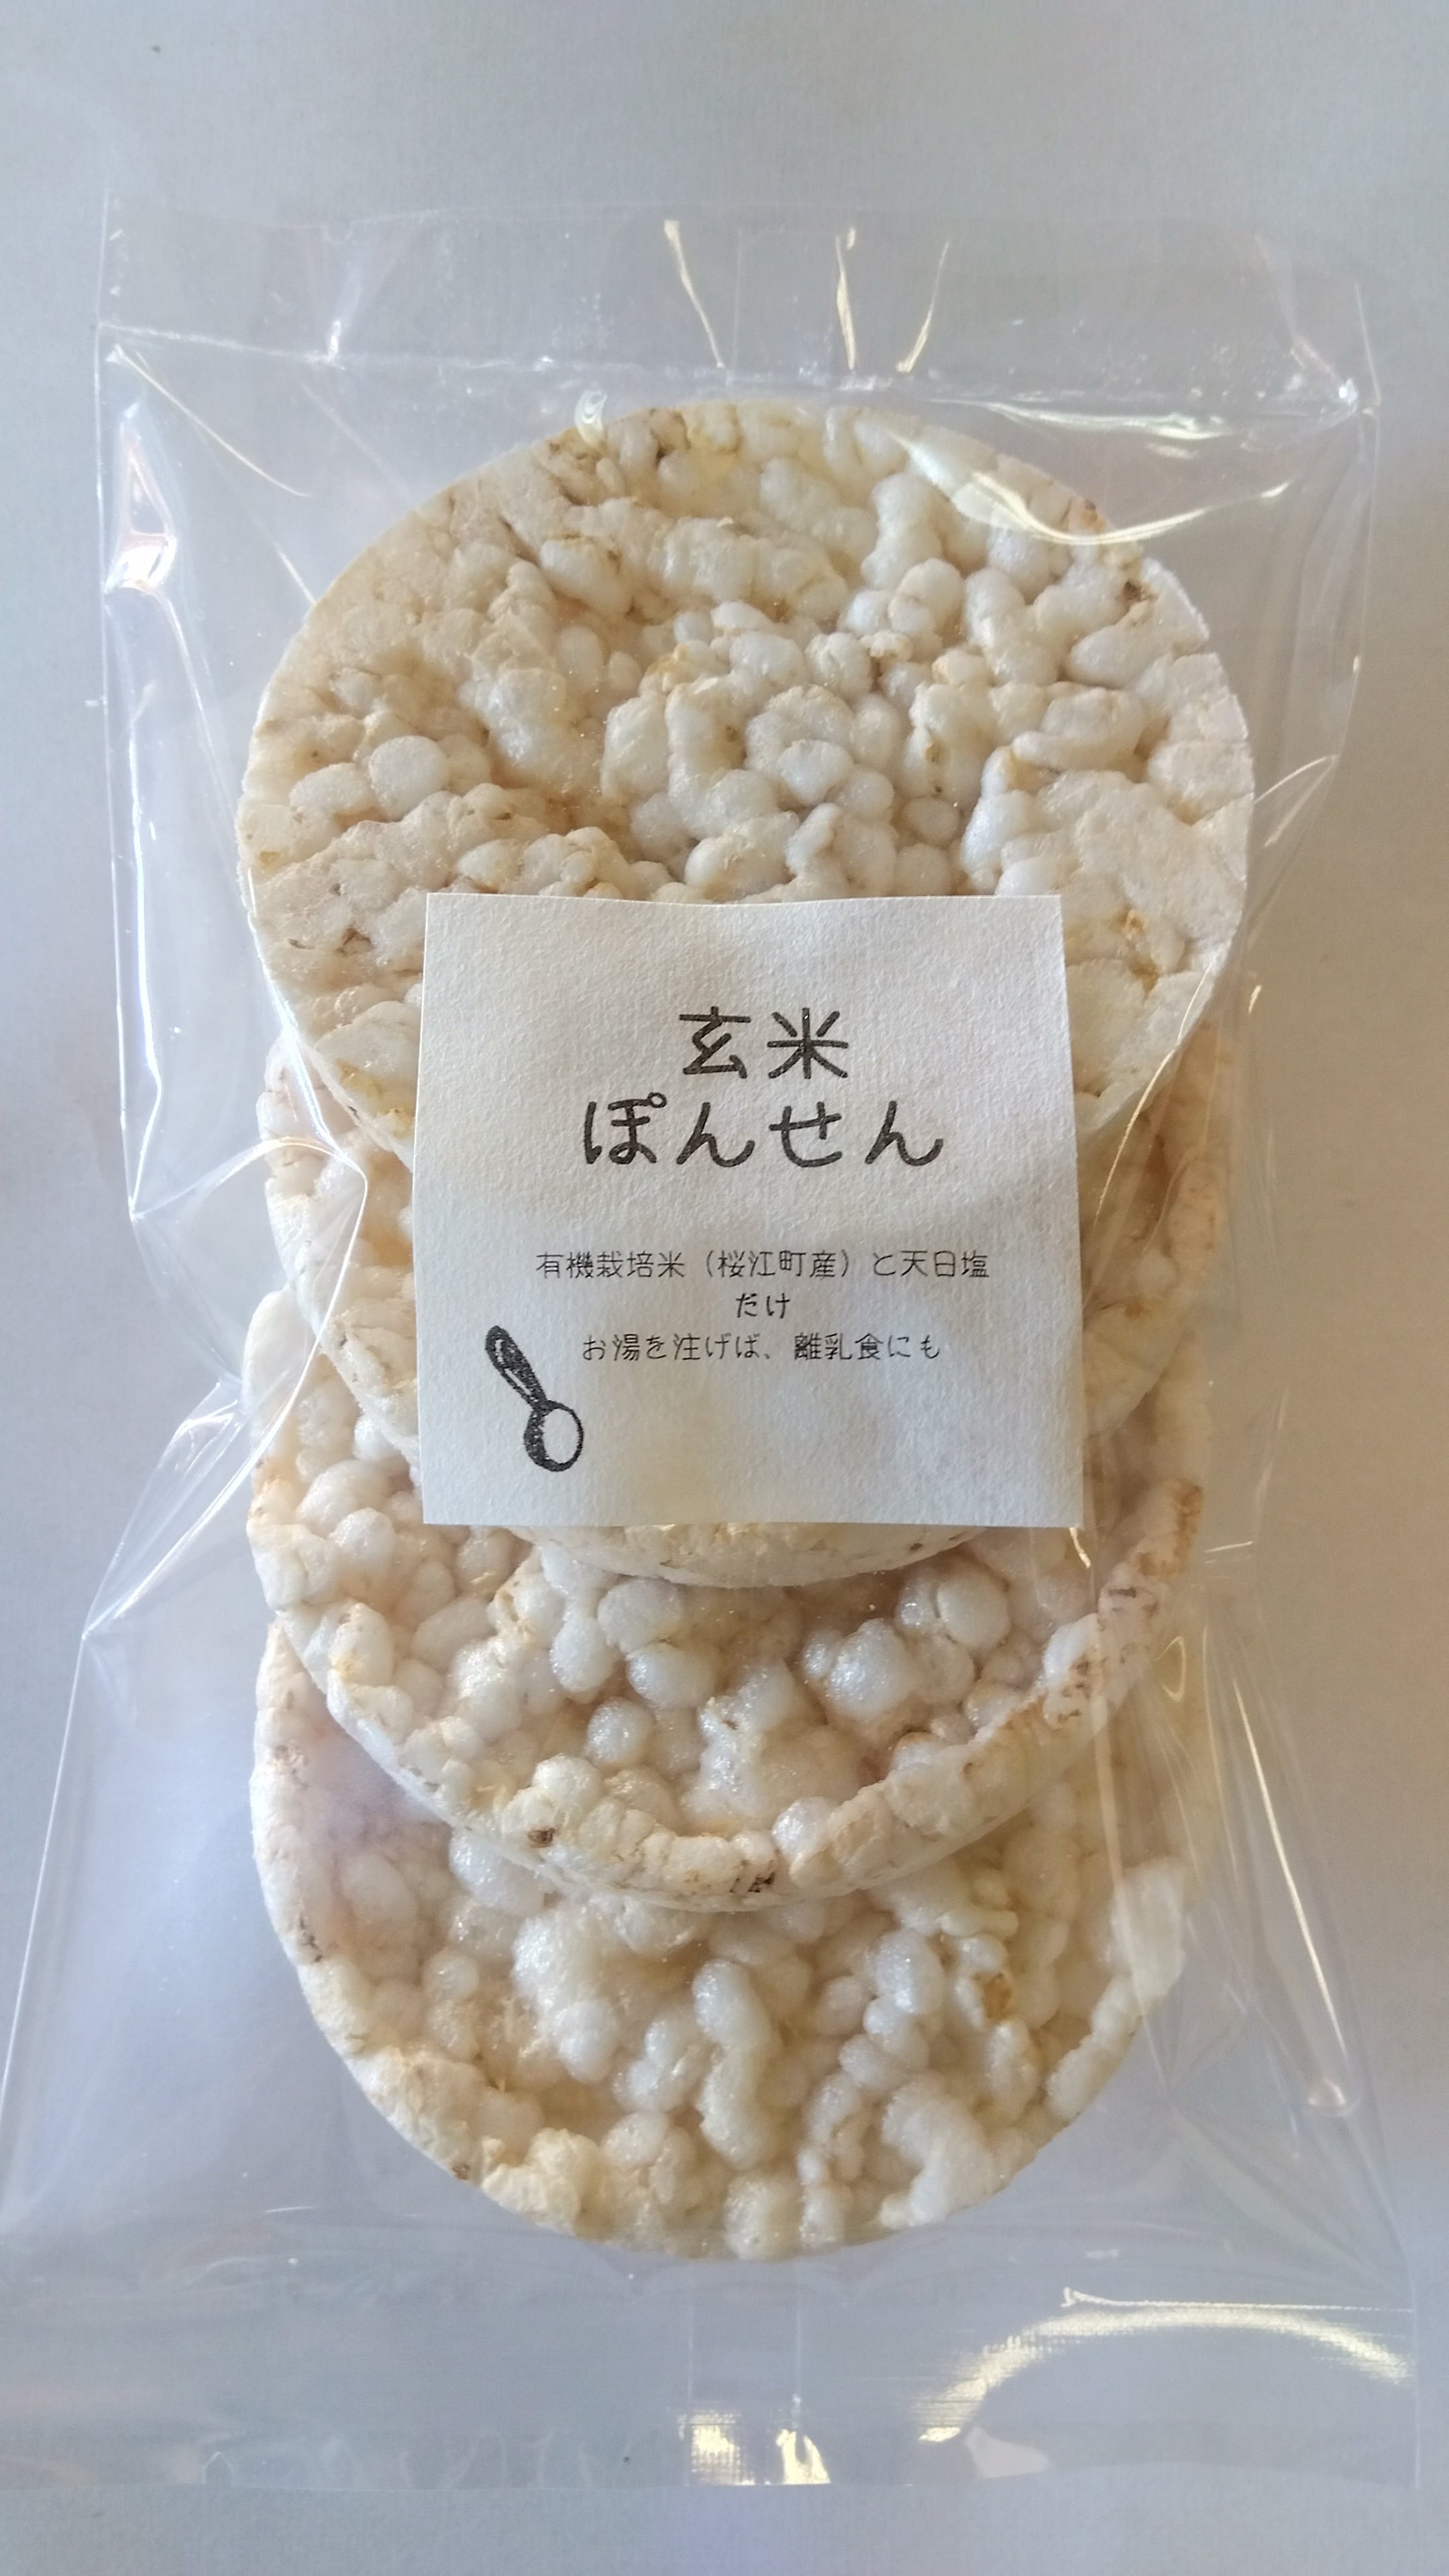 玄米
ぽんせん
有機栽培米（桜江町産）と天日塩
だけ
お湯を注げば、離乳食にも